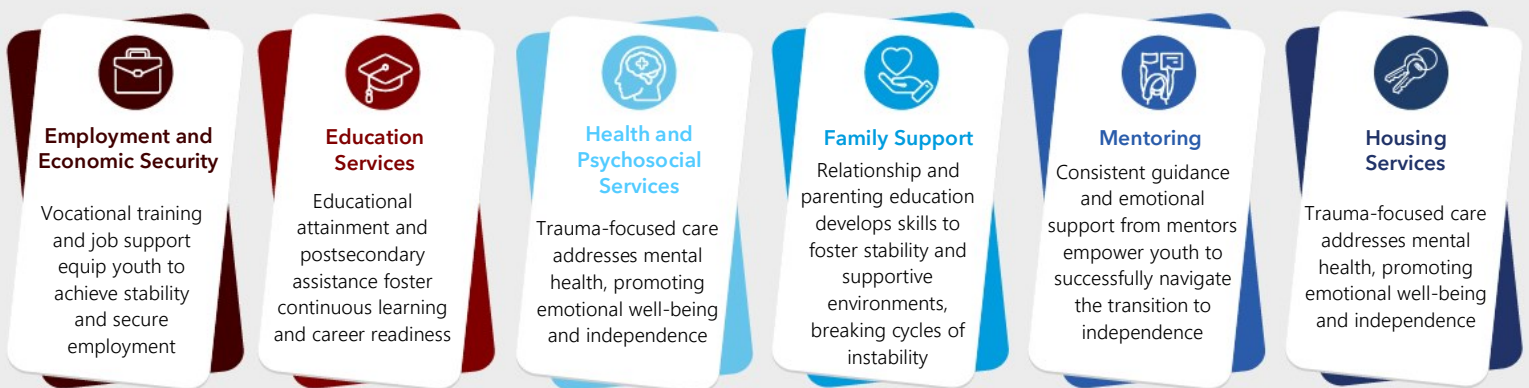 Employment and
Economic Security
Vocational training
and job support
equip youth to
achieve stability
and secure
employment
Education
Services
Educational
attainment and
postsecondary
assistance foster
continuous learning
and career readiness
Health and
Psychosocial
Services
Trauma-focused care
addresses mental
health, promoting
emotional well-being
and independence
Family Support
Relationship and
parenting education
develops skills to
foster stability and
supportive
environments,
breaking cycles of
instability
Mentoring
Consistent guidance
and emotional
support from mentors
empower youth to
successfully navigate
the transition to
independence
Housing
Services
Trauma-focused care
addresses mental
health, promoting
emotional well-being
and independence